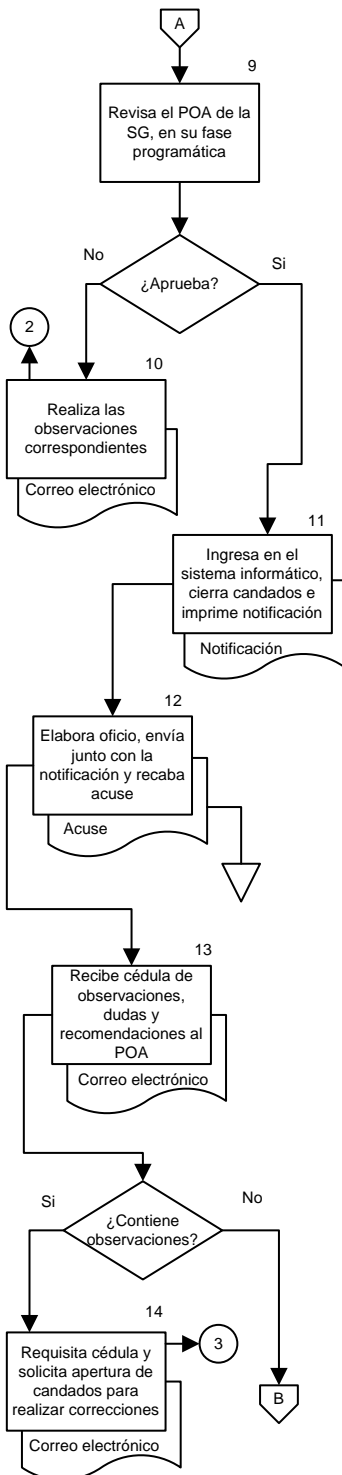 A
9
Revisa el POA de la
SG, en su fase
programática
No
Si
¿Aprueba?
2
10
Realiza las
observaciones
correspondientes
Correo electrónico
11
Ingresa en el
sistema informático,
cierra candados e
imprime notificación
Notificación
12
Elabora oficio, envía
junto con la
notificación y recaba
acuse
Acuse
13
Recibe cédula de
observaciones,
dudas y
recomendaciones al
POA
Correo electrónico
Si
No
¿Contiene
observaciones?
14
Requisita cédula y
solicita apertura de
candados para
realizar correcciones
Correo electrónico
3
B